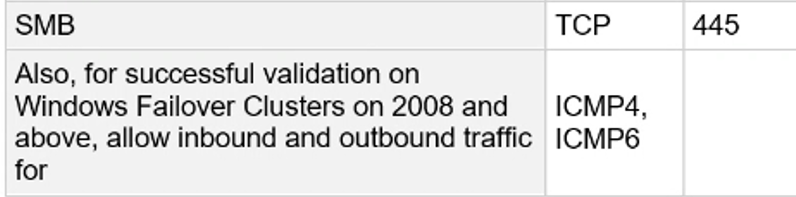 SMB TCP 445
Also, for successful validation on
Windows Failover Clusters on 2008 and
above, allow inbound and outbound traffic
for
ICMP4,
ICMP6